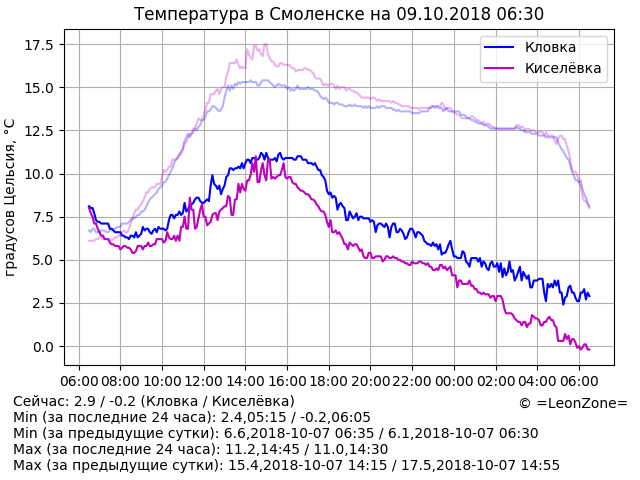 Температура в Смоленске на 09.10.2018 06:30
градусов Цельсия, °C
17.5
15.0
12.5
10.0
7.5
5.0
2.5
0.0
Кловка
Киселёвка
06:00 08:00 10:00 12:00 14:00 16:00 18:00 20:00 22:00 00:00 02:00 04:00 06:00
Сейчас: 2.9 / -0.2 (Кловка / Киселёвка)
© =LeonZone=
Min (за последние 24 часа): 2.4,05:15 / -0.2,06:05
Min (за предыдущие сутки): 6.6,2018-10-07 06:35 / 6.1,2018-10-07 06:30
Max (за последние 24 часа): 11.2,14:45 / 11.0,14:30
Max (за предыдущие сутки): 15.4,2018-10-07 14:15 / 17.5,2018-10-07 14:55